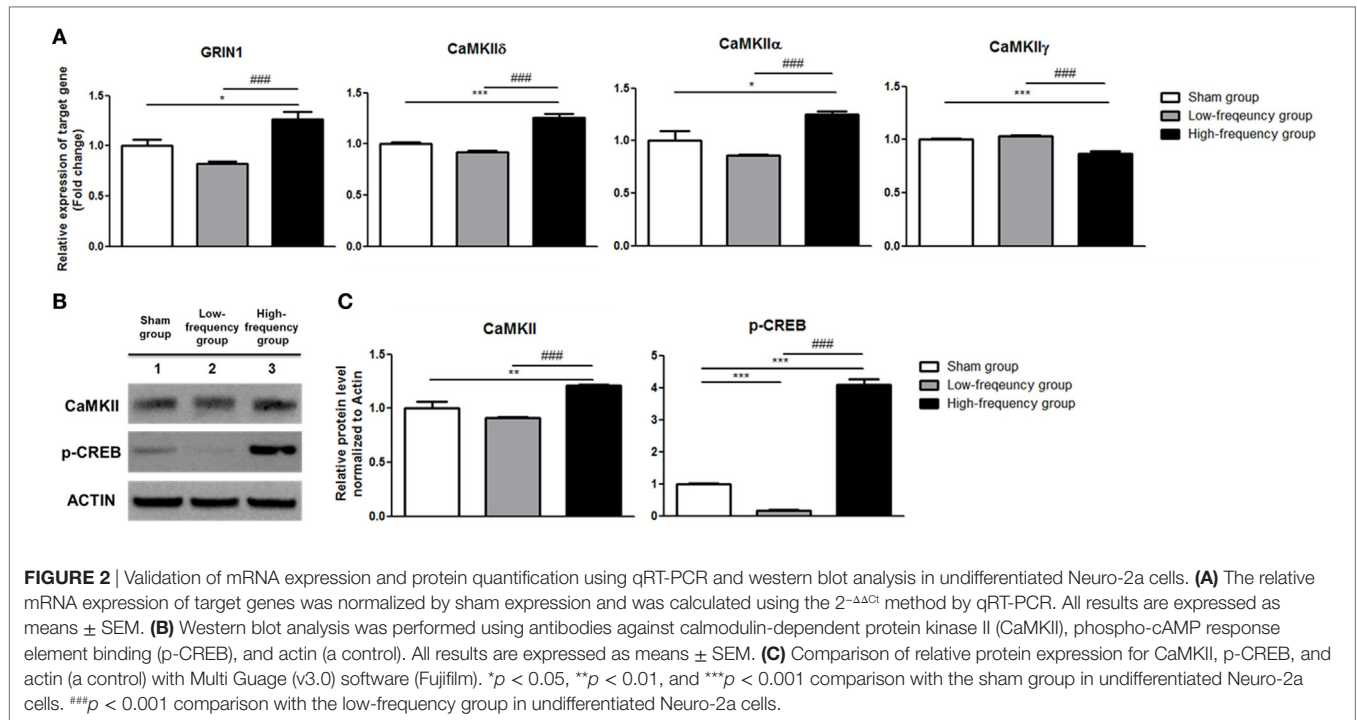 A
GRIN1
CaMKIIδ
CaMKIIα
CaMKIIγ
Relative expression of target gene
(Fold change)
1.5
1.0
0.5
0.0
*
###
1.5
1.0
0.5
0.0
***
###
1.5
1.0
0.5
0.0
*
###
1.5
1.0
0.5
0.0
***
###
Sham group
Low-freqeuncy group
High-frequency group
B
Sham
group
Low-
frequency
group
High-
frequency
group
1 2 3
CaMKII
p-CREB
ACTIN
C
CaMKII
p-CREB
Relative protein level
normalized to Actin
1.5
1.0
0.5
0.0
**
###
5
4
3
2
1
0
***
***
###
Sham group
Low-freqeuncy group
High-frequency group
FIGURE 2 | Validation of mRNA expression and protein quantification using qRT-PCR and western blot analysis in undifferentiated Neuro-2a cells. (A) The relative
mRNA expression of target genes was normalized by sham expression and was calculated using the 2−ΔΔCt method by qRT-PCR. All results are expressed as
means ± SEM. (B) Western blot analysis was performed using antibodies against calmodulin-dependent protein kinase II (CaMKII), phospho-cAMP response
element binding (p-CREB), and actin (a control). All results are expressed as means ± SEM. (C) Comparison of relative protein expression for CaMKII, p-CREB, and
actin (a control) with Multi Guage (v3.0) software (Fujifilm). *p < 0.05, **p < 0.01, and ***p < 0.001 comparison with the sham group in undifferentiated Neuro-2a
cells. ###p < 0.001 comparison with the low-frequency group in undifferentiated Neuro-2a cells.